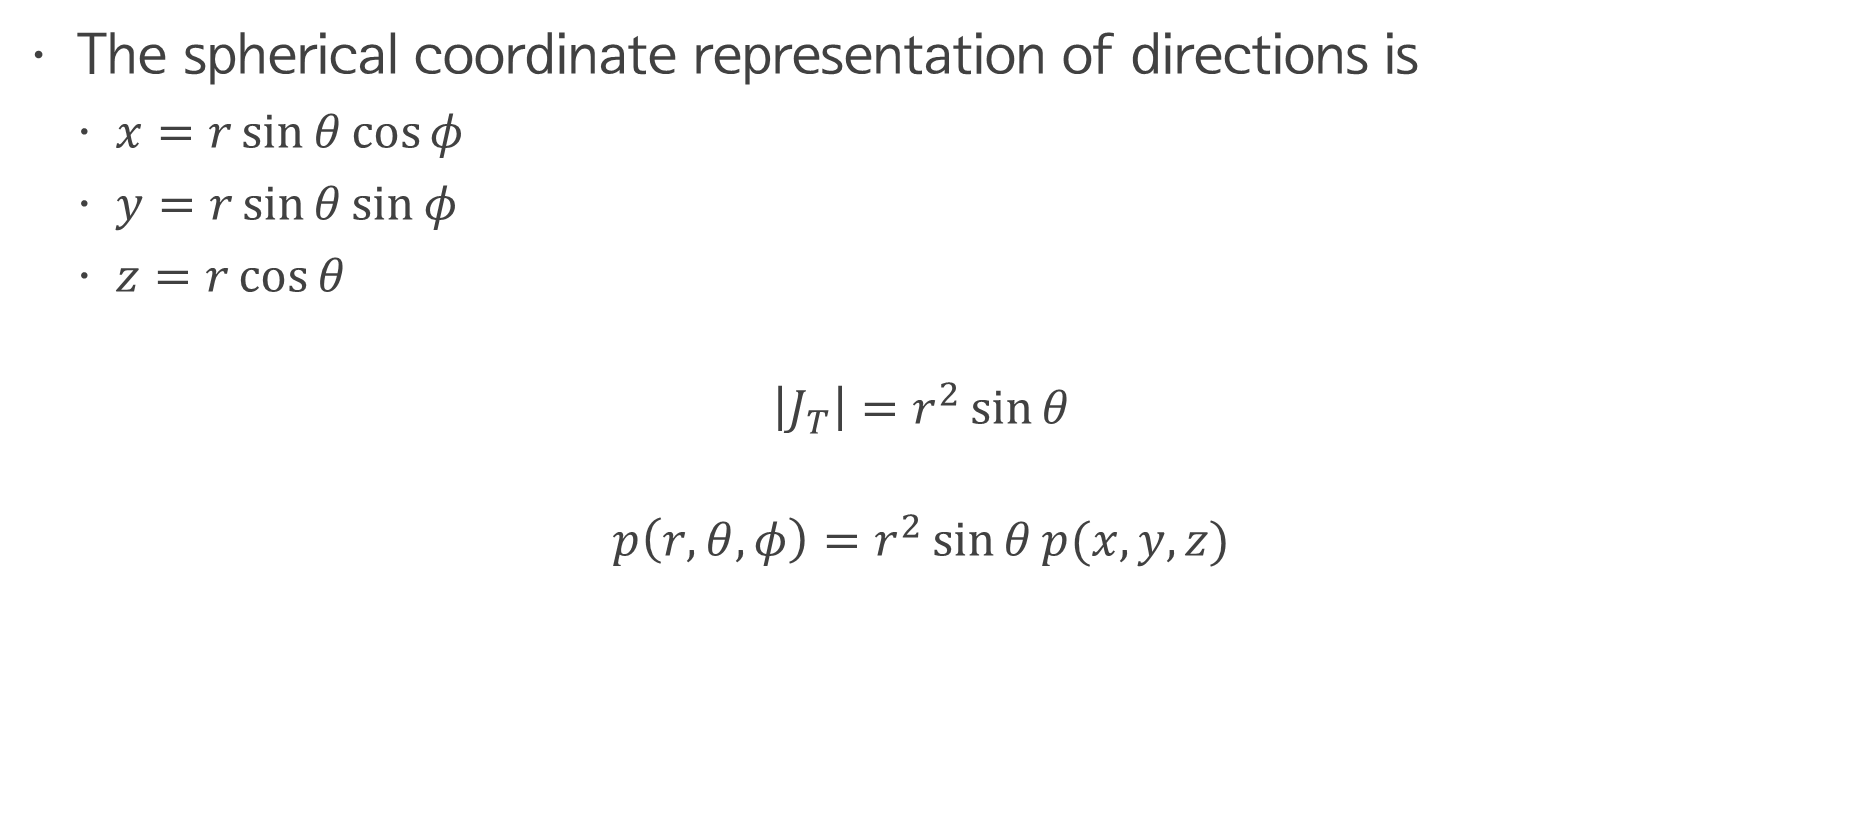 · The spherical coordinate representation of directions is
· 𝑥 = 𝑟 sin 𝜃 cos 𝜙
· 𝑦 = 𝑟 sin 𝜃 sin 𝜙
· 𝑧 = 𝑟 cos 𝜃
|𝐽_𝑇| = 𝑟² sin 𝜃
𝑝(𝑟, 𝜃, 𝜙) = 𝑟² sin 𝜃 𝑝(𝑥, 𝑦, 𝑧)